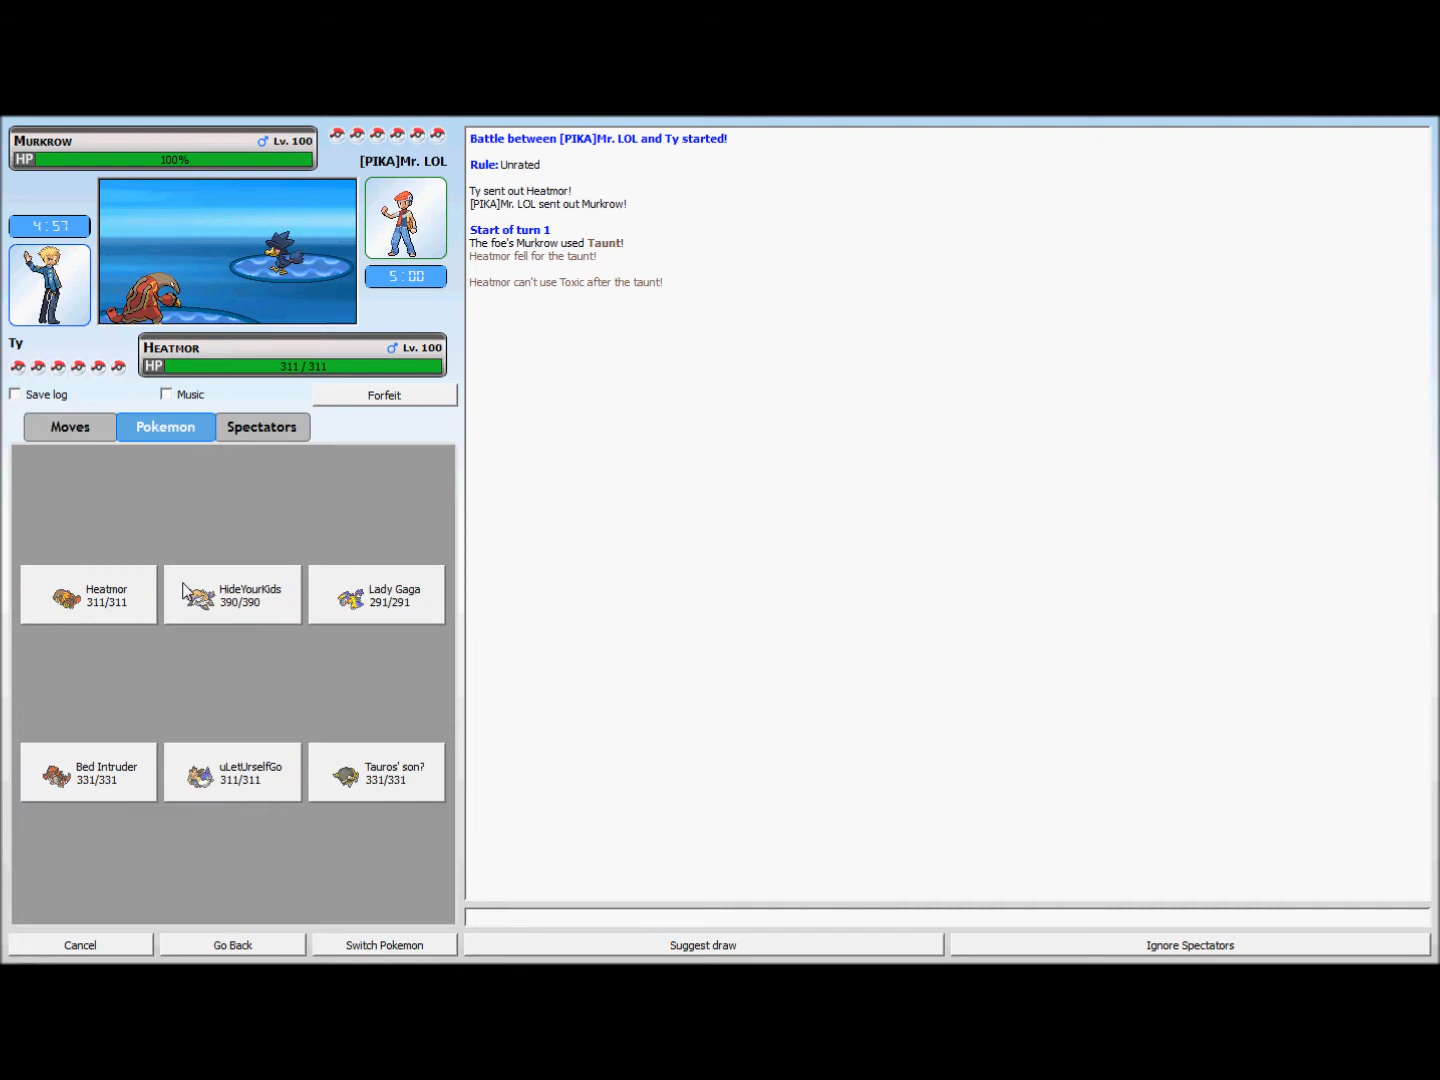 MURKROW ♂ Lv. 100
HP 100%
[PIKA]Mr. LOL
4:57
5:00
Ty
HEATMOR ♂ Lv. 100
HP 311/311
Save log Music Forfeit
Moves Pokemon Spectators
Heatmor
311/311
HideYourKids
390/390
Lady Gaga
291/291
Bed Intruder
331/331
uLetUrselfGo
311/311
Tauros' son?
331/331
Cancel Go Back Switch Pokemon
Battle between [PIKA]Mr. LOL and Ty started!
Rule: Unrated
Ty sent out Heatmor!
[PIKA]Mr. LOL sent out Murkrow!
Start of turn 1
The foe's Murkrow used Taunt!
Heatmor fell for the taunt!
Heatmor can't use Toxic after the taunt!
Suggest draw Ignore Spectators